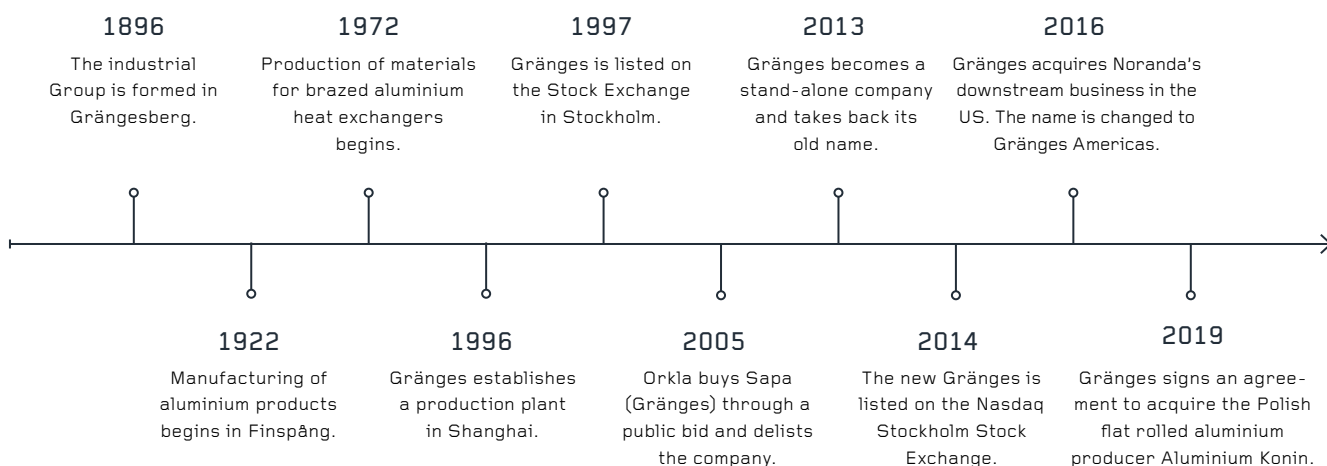 1896
The industrial
Group is formed in
Grängesberg.
1972
Production of materials
for brazed aluminium
heat exchangers
begins.
1997
Gränges is listed on
the Stock Exchange
in Stockholm.
2013
Gränges becomes a
stand-alone company
and takes back its
old name.
2016
Gränges acquires Noranda's
downstream business in the
US. The name is changed to
Gränges Americas.
1922
Manufacturing of
aluminium products
begins in Finspång.
1996
Gränges establishes
a production plant
in Shanghai.
2005
Orkla buys Sapa
(Gränges) through a
public bid and delists
the company.
2014
The new Gränges is
listed on the Nasdaq
Stockholm Stock
Exchange.
2019
Gränges signs an agree-
ment to acquire the Polish
flat rolled aluminium
producer Aluminium Konin.